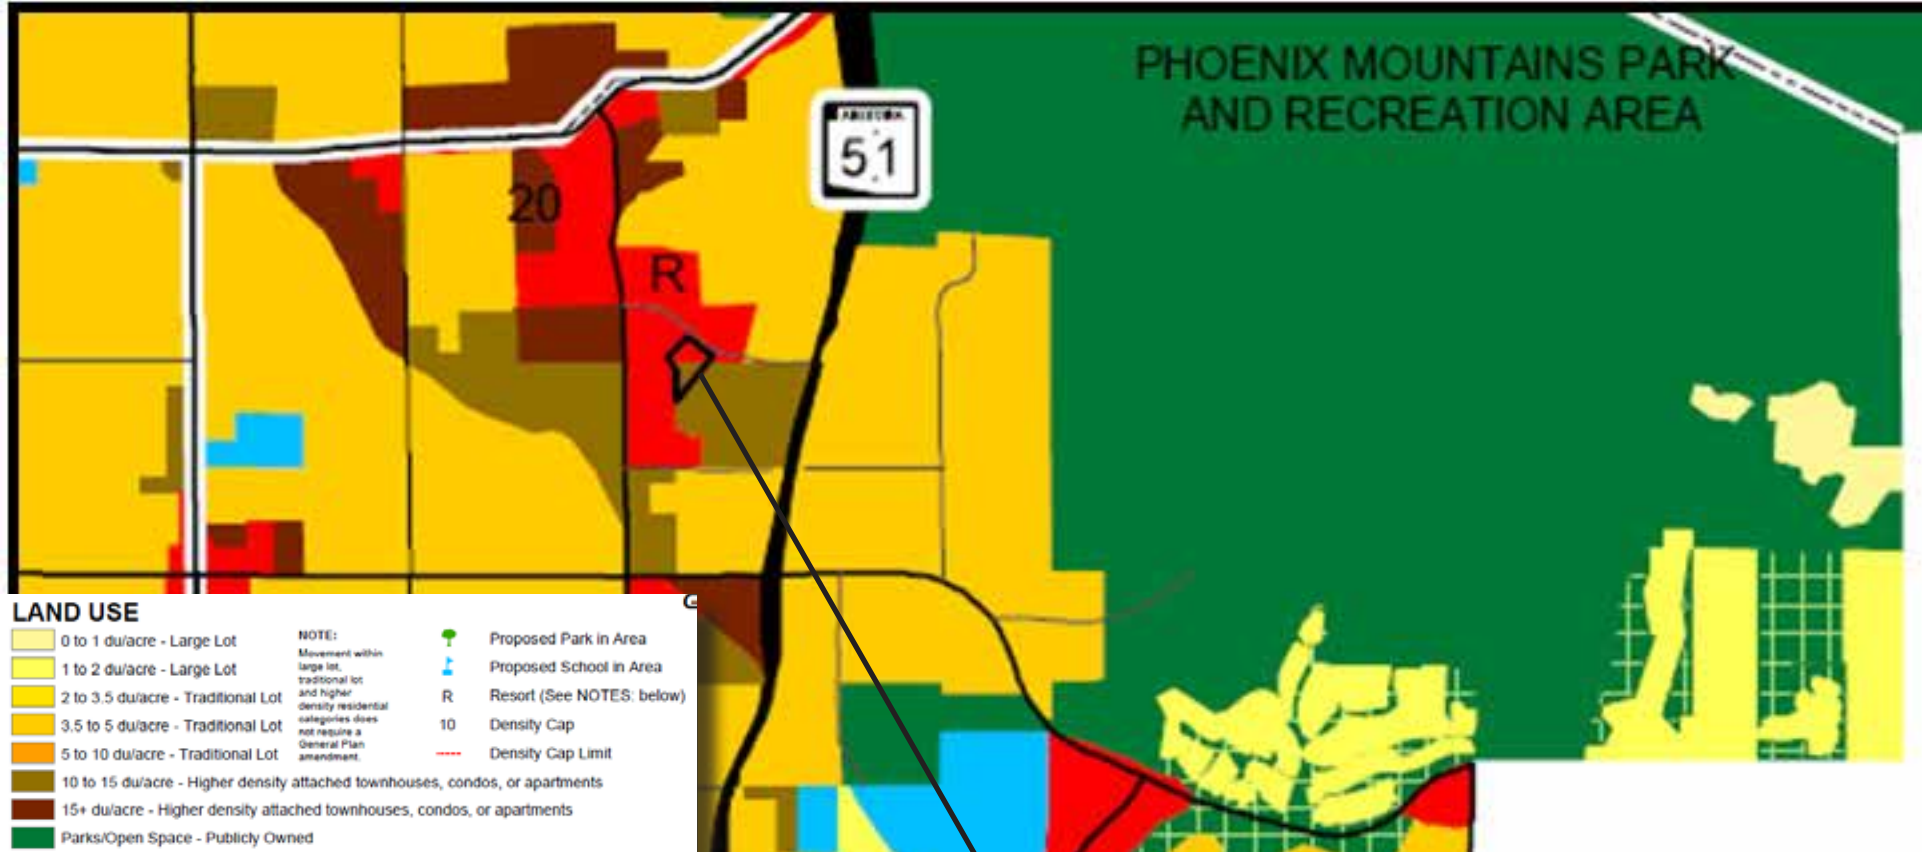 PHOENIX MOUNTAINS PARK
AND RECREATION AREA
ARIZONA
51
20
R
LAND USE
0 to 1 du/acre - Large Lot
1 to 2 du/acre - Large Lot
2 to 3.5 du/acre - Traditional Lot
3.5 to 5 du/acre - Traditional Lot
5 to 10 du/acre - Traditional Lot
10 to 15 du/acre - Higher density attached townhouses, condos, or apartments
15+ du/acre - Higher density attached townhouses, condos, or apartments
Parks/Open Space - Publicly Owned
NOTE:
Movement within
large lot,
traditional lot
and higher
density residential
categories does
not require a
General Plan
amendment.
Proposed Park in Area
Proposed School in Area
R Resort (See NOTES: below)
10 Density Cap
Density Cap Limit